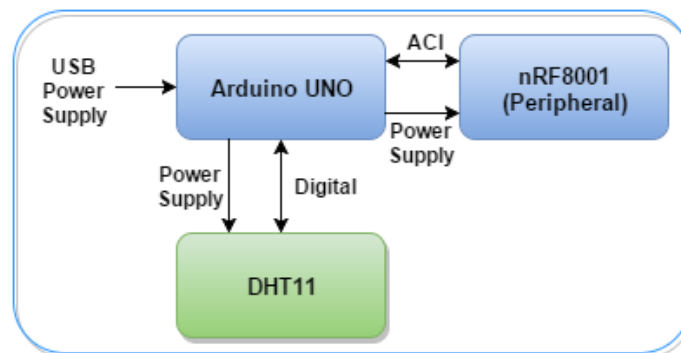 USB
Power
Supply
Arduino UNO
ACI
nRF8001
(Peripheral)
Power
Supply
Power
Supply
Digital
DHT11